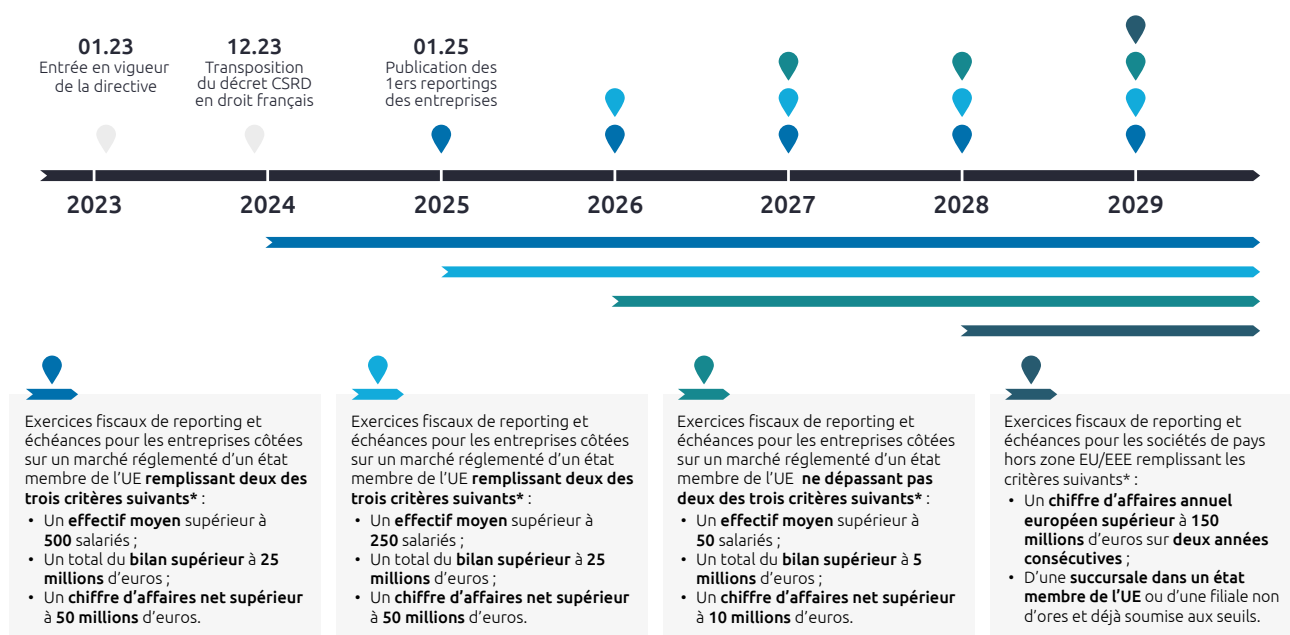 01.23
Entrée en vigueur
de la directive
12.23
Transposition
du décret CSRD
en droit français
01.25
Publication des
1ers reportings
des entreprises
2023
2024
2025
2026
2027
2028
2029
Exercices fiscaux de reporting et
échéances pour les entreprises côtées
sur un marché réglementé d’un état
membre de l’UE remplissant deux des
trois critères suivants* :
• Un effectif moyen supérieur à
500 salariés ;
• Un total du bilan supérieur à 25
millions d’euros ;
• Un chiffre d’affaires net supérieur
à 50 millions d’euros.
Exercices fiscaux de reporting et
échéances pour les entreprises côtées
sur un marché réglementé d’un état
membre de l’UE remplissant deux des
trois critères suivants* :
• Un effectif moyen supérieur à
250 salariés ;
• Un total du bilan supérieur à 25
millions d’euros ;
• Un chiffre d’affaires net supérieur
à 50 millions d’euros.
Exercices fiscaux de reporting et
échéances pour les entreprises côtées
sur un marché réglementé d’un état
membre de l’UE ne dépassant pas
deux des trois critères suivants* :
• Un effectif moyen supérieur à
50 salariés ;
• Un total du bilan supérieur à 5
millions d’euros ;
• Un chiffre d’affaires net supérieur
à 10 millions d’euros.
Exercices fiscaux de reporting et
échéances pour les sociétés de pays
hors zone EU/EEE remplissant les
critères suivants* :
• Un chiffre d’affaires annuel
européen supérieur à 150
millions d’euros sur deux années
consécutives ;
• D’une succursale dans un état
membre de l’UE ou d’une filiale non
d’ores et déjà soumise aux seuils.